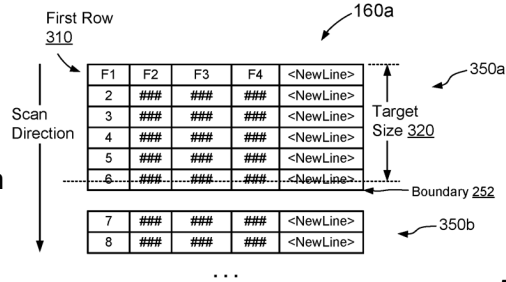 160a
First Row
310
F1 F2 F3 F4 <NewLine>
350a
2 ### ### ### <NewLine>
3 ### ### ### <NewLine>
Scan
Direction
Target
Size 320
4 ### ### ### <NewLine>
5 ### ### ### <NewLine>
6 ### ### ### <NewLine>
Boundary 252
7 ### ### ### <NewLine>
350b
8 ### ### ### <NewLine>
...